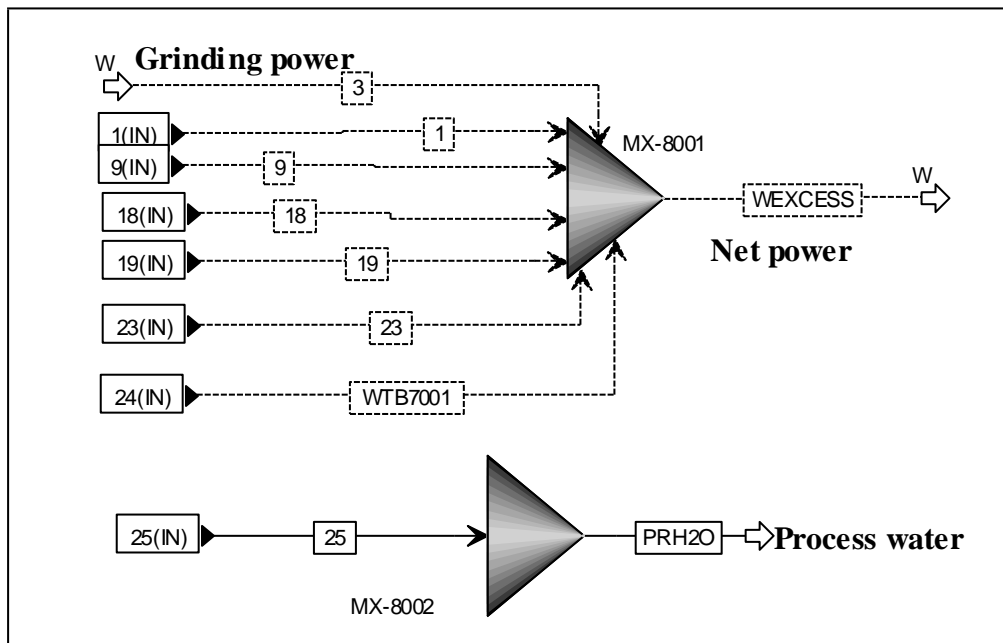 W
Grinding power
3
1(IN)
1
MX-8001
9(IN)
9
W
18(IN)
18
WEXCESS
19(IN)
19
Net power
23(IN)
23
24(IN)
WTB7001
25(IN)
25
PRH2O
Process water
MX-8002